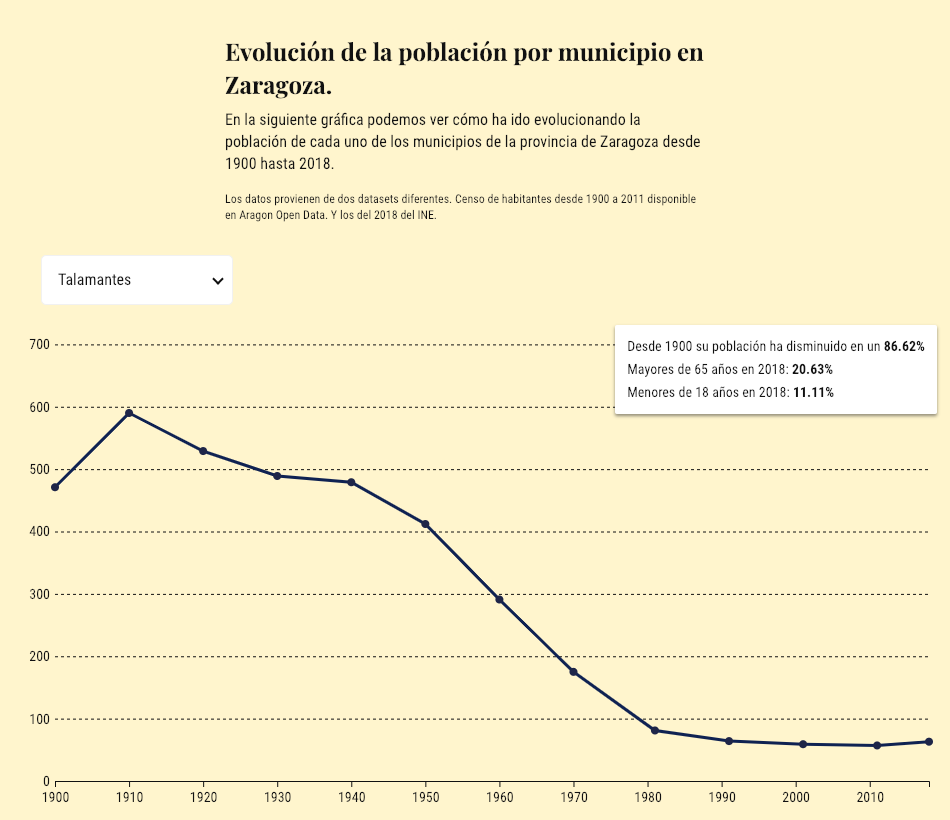 Evolución de la población por municipio en
Zaragoza.
En la siguiente gráfica podemos ver cómo ha ido evolucionando la
población de cada uno de los municipios de la provincia de Zaragoza desde
1900 hasta 2018.
Los datos provienen de dos datasets diferentes. Censo de habitantes desde 1900 a 2011 disponible
en Aragon Open Data. Y los del 2018 del INE.
Talamantes
Desde 1900 su población ha disminuido en un 86.62%
Mayores de 65 años en 2018: 20.63%
Menores de 18 años en 2018: 11.11%
700
600
500
400
300
200
100
0
1900 1910 1920 1930 1940 1950 1960 1970 1980 1990 2000 2010